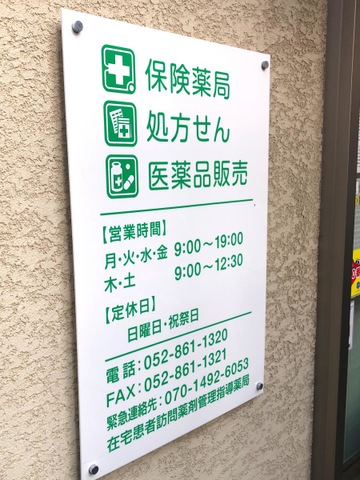 保険薬局
処方せん
医薬品販売
【営業時間】
月・火・水・金 9:00〜19:00
木・土 9:00〜12:30
【定休日】
日曜日・祝祭日
電話:052-861-1320
FAX:052-861-1321
緊急連絡先:070-1492-6053
在宅患者訪問薬剤管理指導薬局